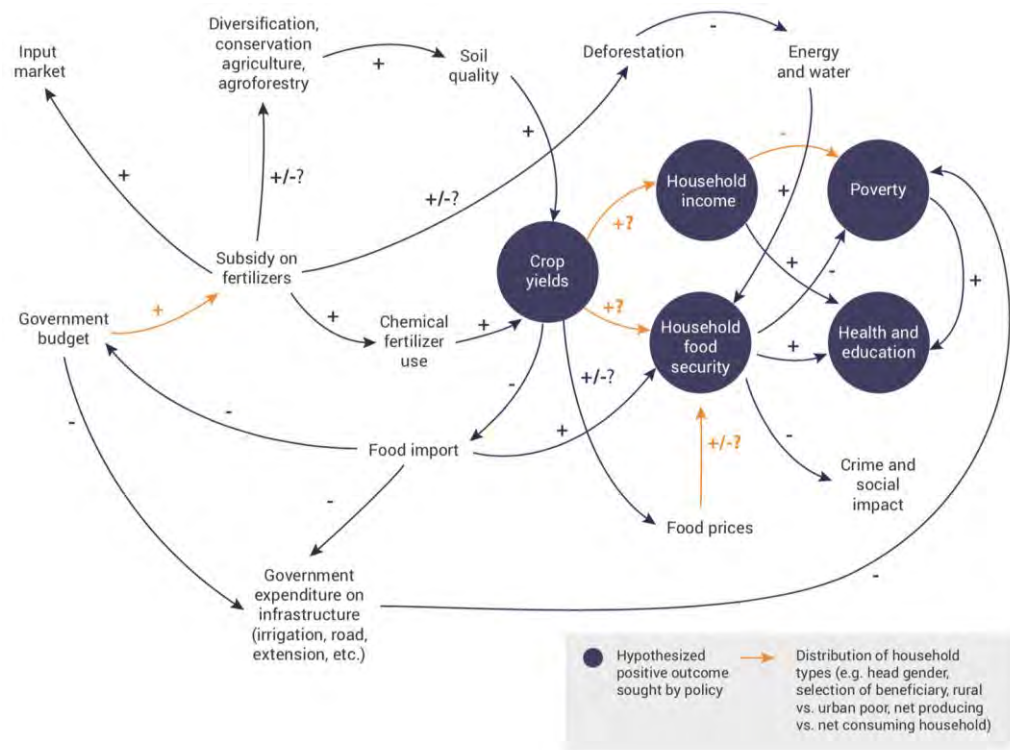 Diversification,
conservation
agriculture,
agroforestry
Input
market
+
Soil
quality
Deforestation
-
Energy
and water
+
+/-?
+
+/-?
+
Household
income
-
Poverty
+?
+
+
-
+
Subsidy on
fertilizers
Crop
yields
+?
Government
budget
+
+
Chemical
fertilizer
use
+
Household
food
security
+
Health and
education
-
-
-
+/-?
Food import
+
+/-?
-
Crime and
social
impact
-
Food prices
Government
expenditure on
infrastructure
(irrigation, road,
extension, etc.)
-
Hypothesized
positive outcome
sought by policy
Distribution of household
types (e.g. head gender,
selection of beneficiary, rural
vs. urban poor, net producing
vs. net consuming household)